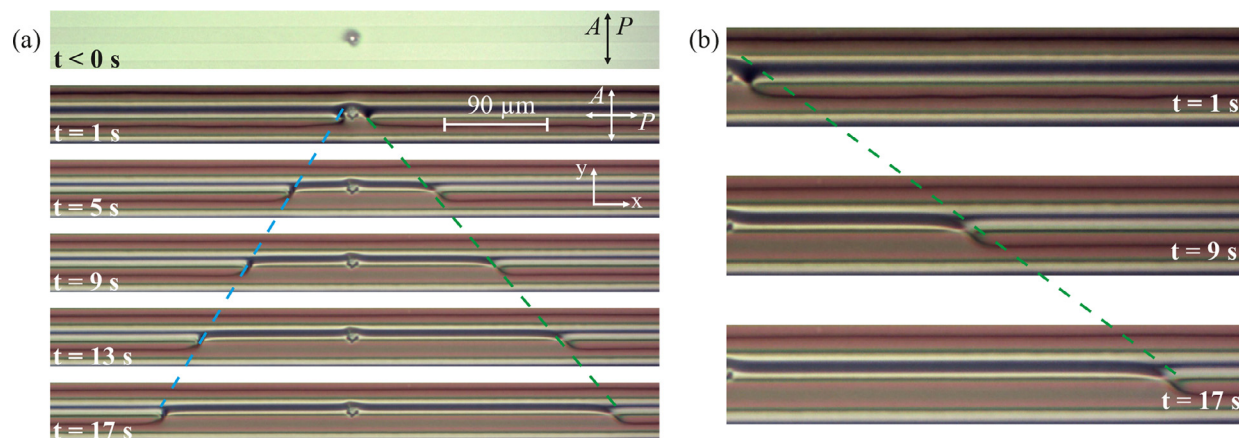 (a)
A P
t < 0 s
90 µm
A
P
t = 1 s
y
x
t = 5 s
t = 9 s
t = 13 s
t = 17 s
(b)
t = 1 s
t = 9 s
t = 17 s